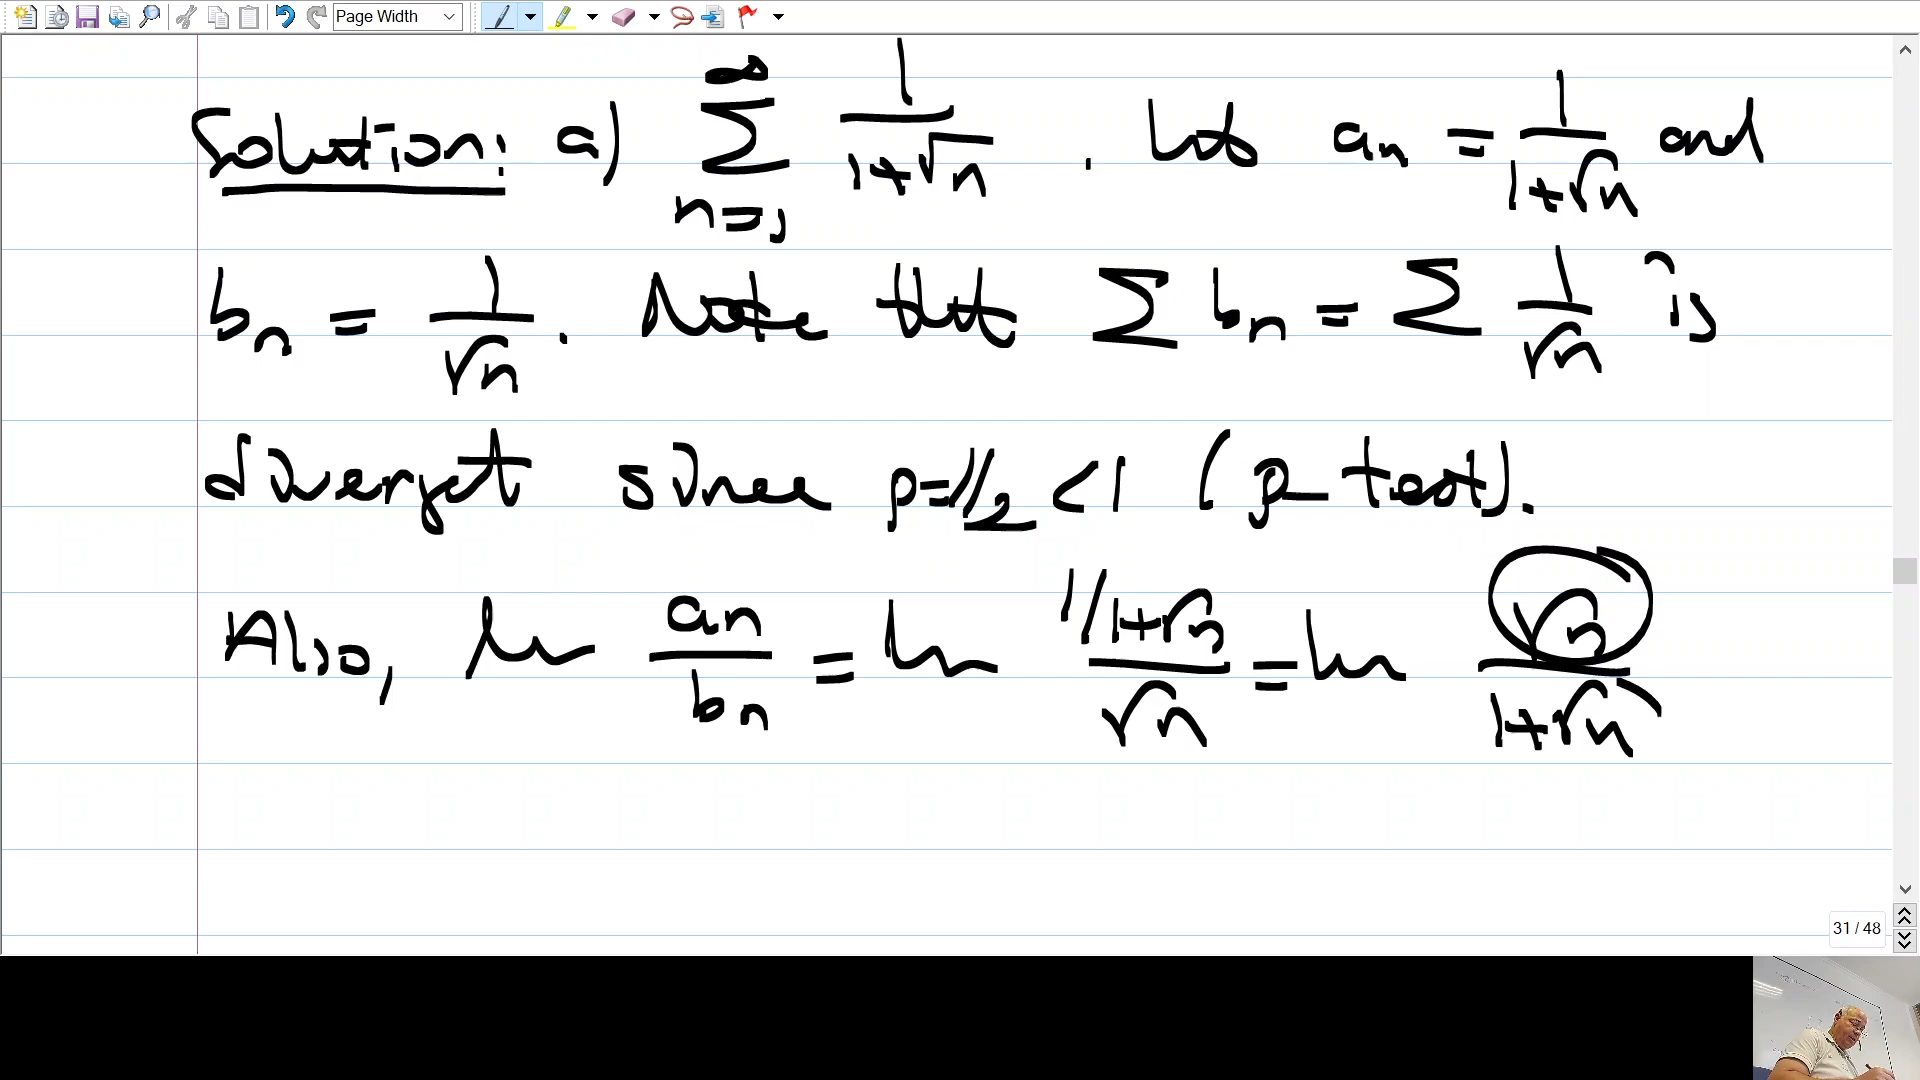 Page Width
Solution: a) ∑_{n=1}^{∞} 1/(1+√n) . Let a_n = 1/(1+√n) and
b_n = 1/√n . Note that ∑ b_n = ∑ 1/√n is
divergent since p=1/2 < 1 (p-test).
Also, lim a_n/b_n = lim (1/1+√n)/√n = lim √n/(1+√n)
31 / 48